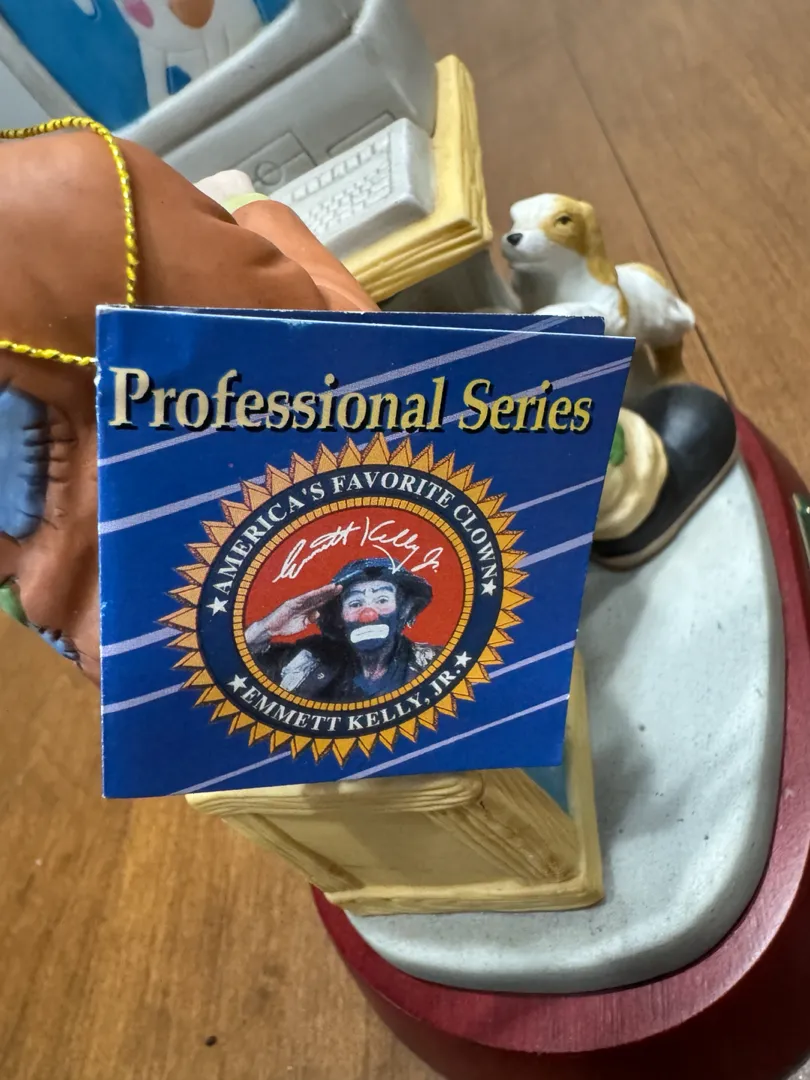 Professional Series
★AMERICA'S FAVORITE CLOWN★
Emmett Kelly Jr.
★EMMETT KELLY, JR.★